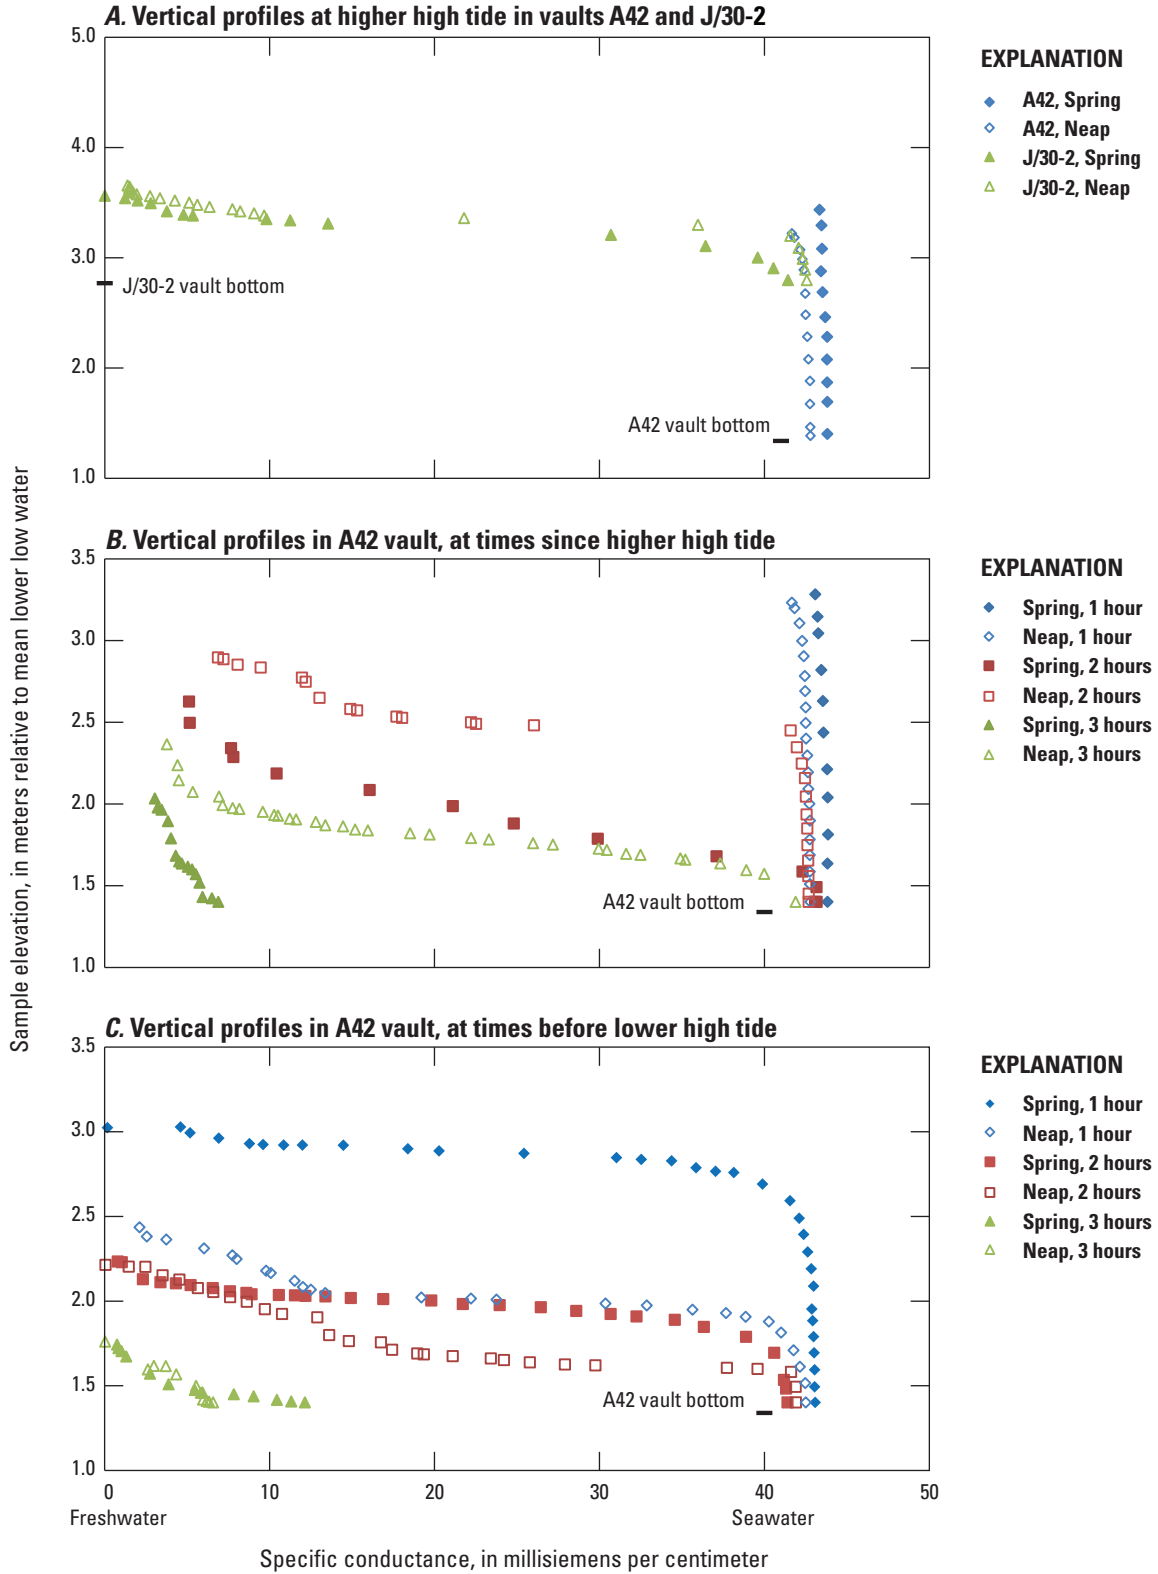 A. Vertical profiles at higher high tide in vaults A42 and J/30-2
5.0
4.0
3.0
2.0
1.0
J/30-2 vault bottom
A42 vault bottom
EXPLANATION
A42, Spring
A42, Neap
J/30-2, Spring
J/30-2, Neap
Sample elevation, in meters relative to mean lower low water
B. Vertical profiles in A42 vault, at times since higher high tide
3.5
3.0
2.5
2.0
1.5
1.0
A42 vault bottom
EXPLANATION
Spring, 1 hour
Neap, 1 hour
Spring, 2 hours
Neap, 2 hours
Spring, 3 hours
Neap, 3 hours
C. Vertical profiles in A42 vault, at times before lower high tide
3.5
3.0
2.5
2.0
1.5
1.0
A42 vault bottom
EXPLANATION
Spring, 1 hour
Neap, 1 hour
Spring, 2 hours
Neap, 2 hours
Spring, 3 hours
Neap, 3 hours
0 10 20 30 40 50
Freshwater Seawater
Specific conductance, in millisiemens per centimeter